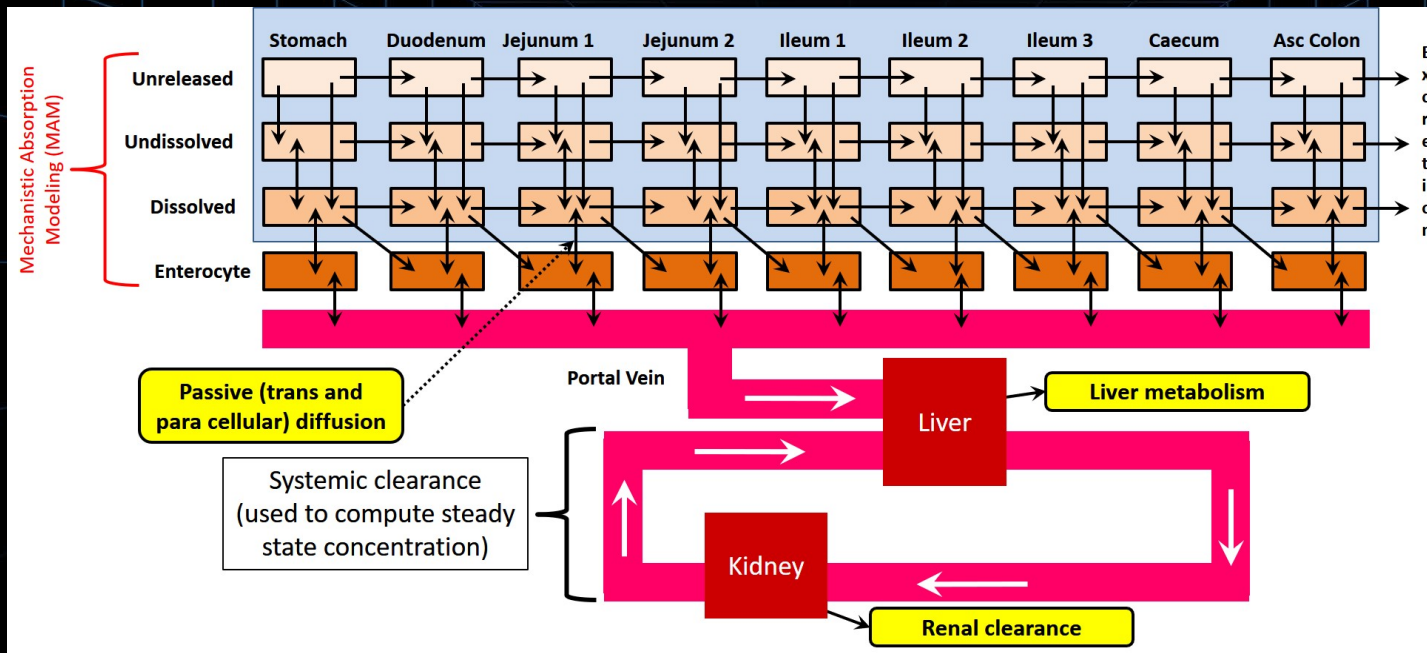 Stomach Duodenum Jejunum 1 Jejunum 2 Ileum 1 Ileum 2 Ileum 3 Caecum Asc Colon
Mechanistic Absorption
Modeling (MAM)
Unreleased
Undissolved
Dissolved
Enterocyte
E
x
c
r
e
t
i
o
n
Passive (trans and
para cellular) diffusion
Portal Vein
Liver
Liver metabolism
Systemic clearance
(used to compute steady
state concentration)
Kidney
Renal clearance